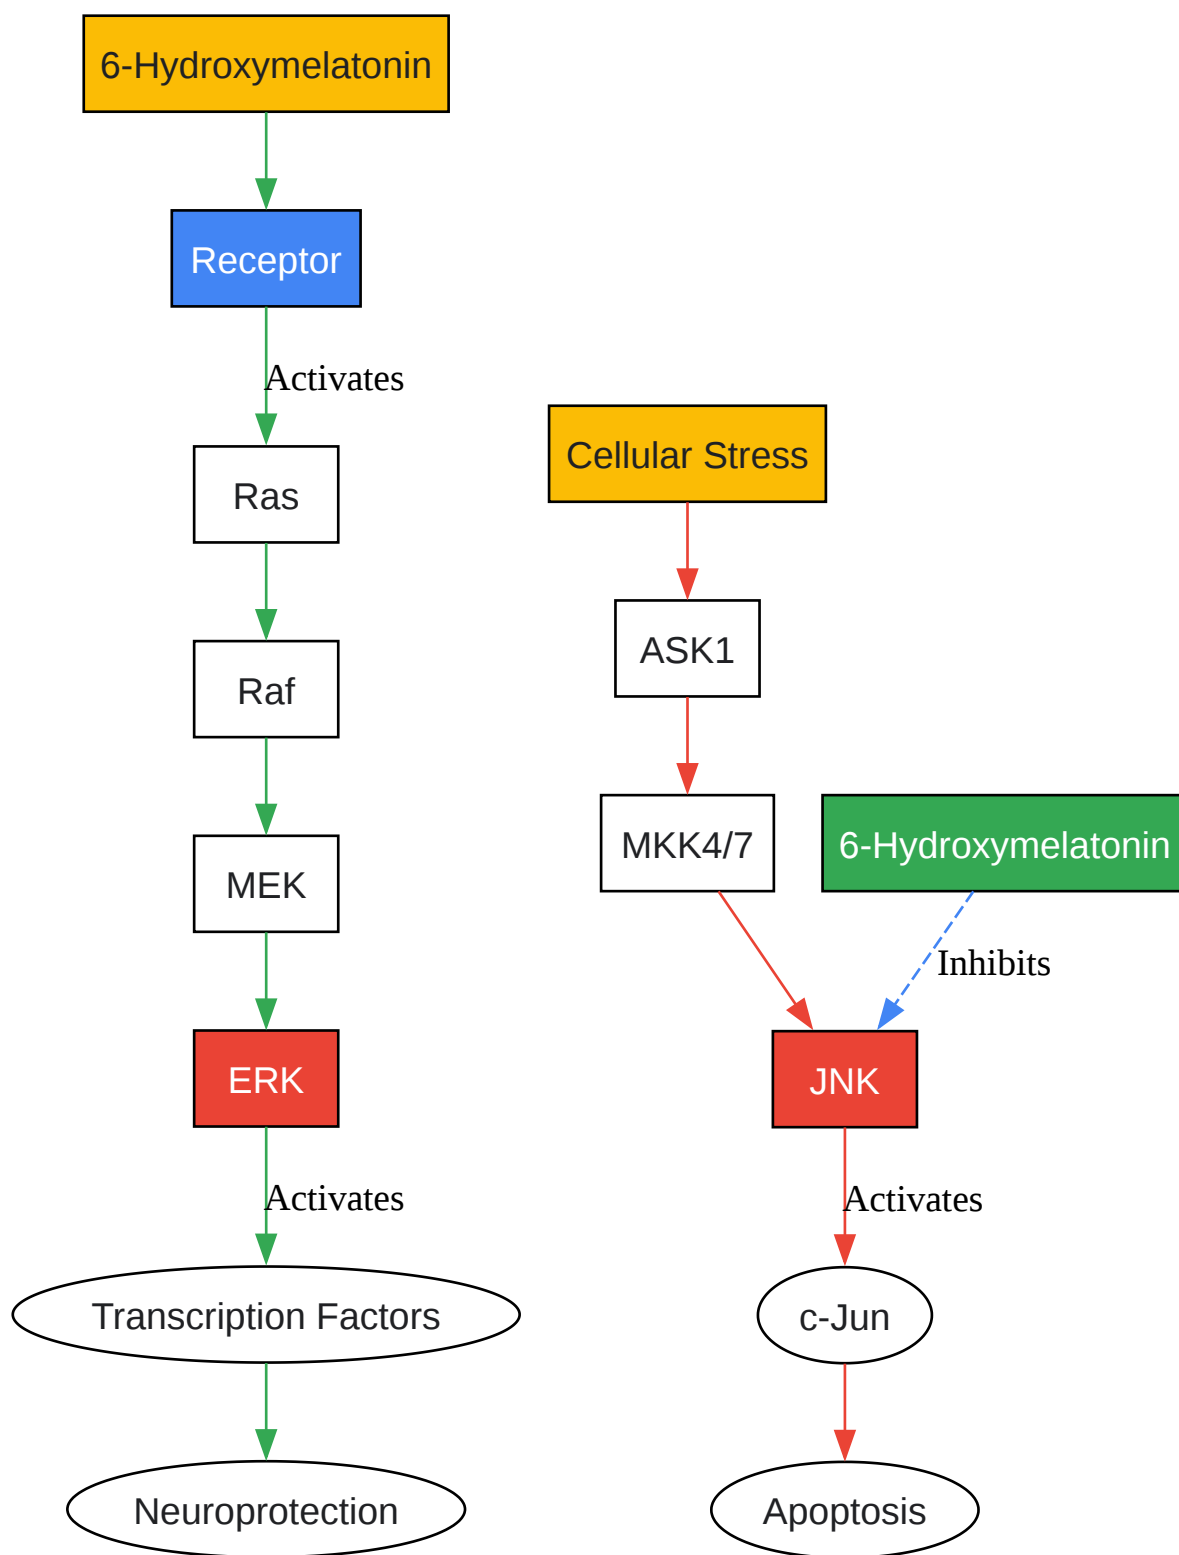 6-Hydroxymelatonin
Receptor
Activates
Ras
Raf
MEK
ERK
Activates
Transcription Factors
Neuroprotection
Cellular Stress
ASK1
MKK4/7
6-Hydroxymelatonin
Inhibits
JNK
Activates
c-Jun
Apoptosis